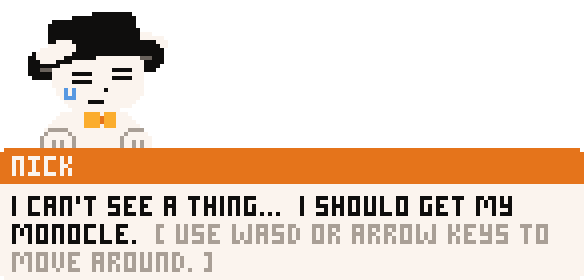 NICK
I CAN'T SEE A THING... I SHOULD GET MY
MONOCLE. [ USE WASD OR ARROW KEYS TO
MOVE AROUND. ]